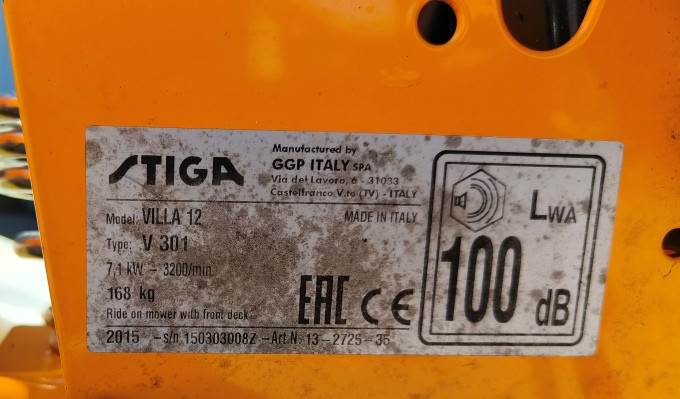 STIGA
Manufactured by
GGP ITALY SPA
Via del Lavoro, 6 - 31033
Castelfranco V.to (TV) - ITALY
Model: VILLA 12
MADE IN ITALY
Type: V 301
7,1 kW - 3200/min
168 kg
Ride on mower with front deck
2015 -s/n 150303008Z -Art.N. 13-2725-35
EAC CE
LWA
100 dB